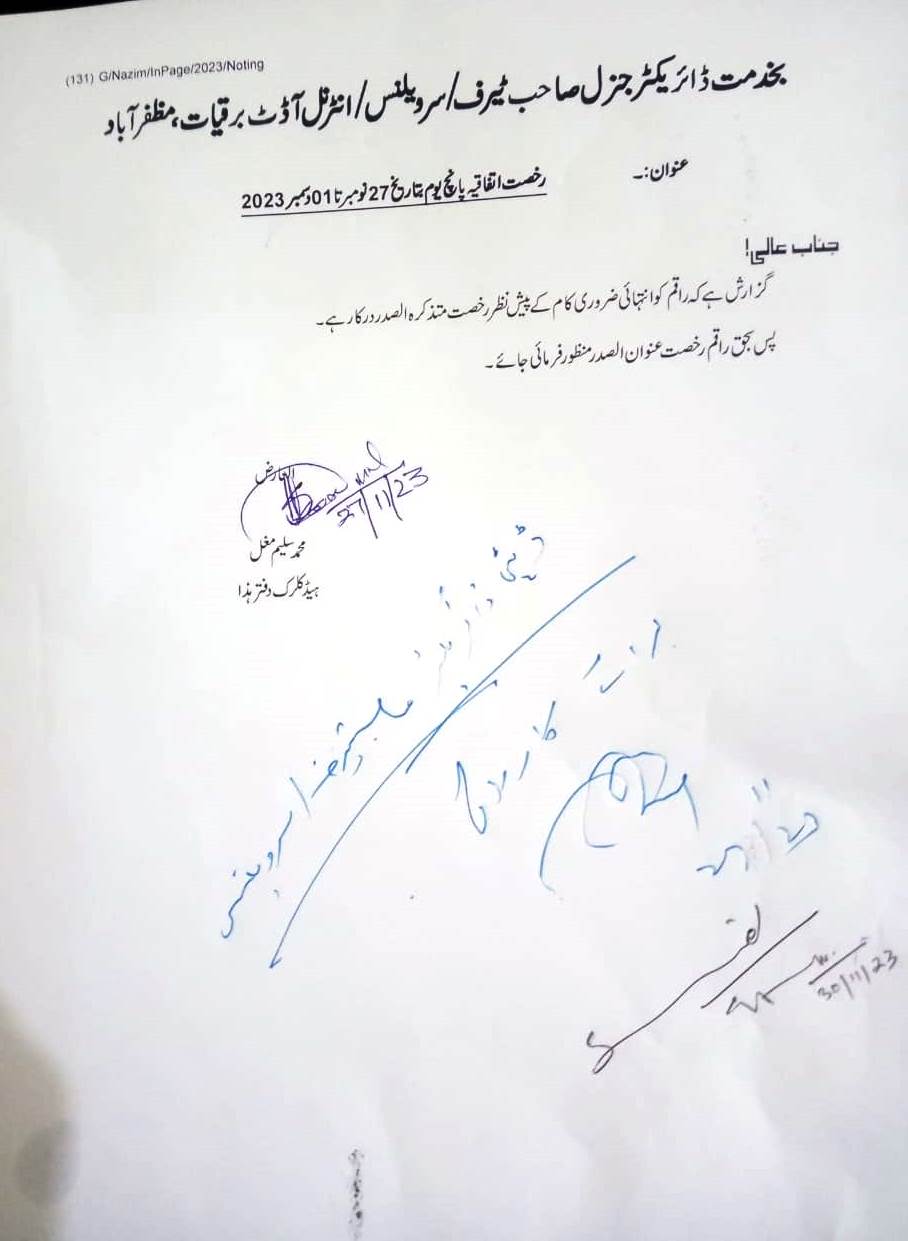 (131) G/Nazim/InPage/2023/Noting
بخدمت ڈائریکٹر جنرل صاحب ٹیرف/سرویلنس/انٹرنل آڈٹ برقیات، مظفرآباد
عنوان:۔ رخصت اتفاقیہ پانچ یوم بتاریخ 27 نومبر تا 01 دسمبر 2023
جناب عالی!
گزارش ہے کہ راقم کو انتہائی ضروری کام کے پیش نظر رخصت متذکرہ الصدر درکار ہے۔
پس بحق راقم رخصت عنوان الصدر منظور فرمائی جائے۔
العارض
27/11/23
محمد سلیم مغل
ہیڈ کلرک دفتر ہذا
ڈپٹی ڈائریکٹر
30/11/23